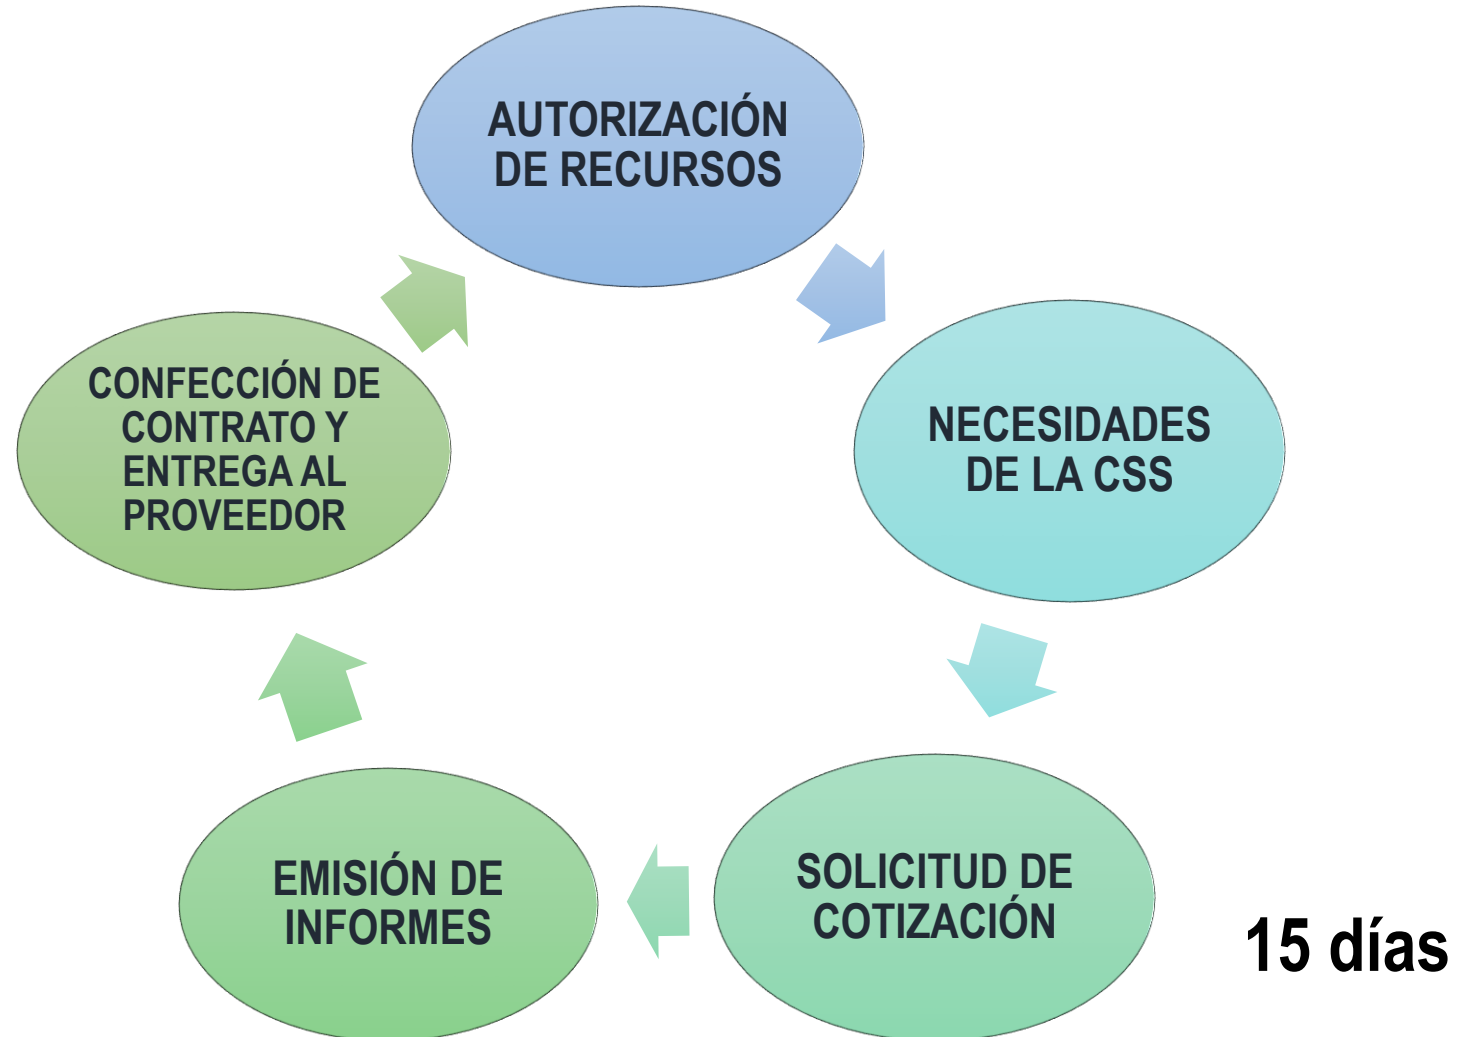 AUTORIZACIÓN
DE RECURSOS
NECESIDADES
DE LA CSS
SOLICITUD DE
COTIZACIÓN
EMISIÓN DE
INFORMES
CONFECCIÓN DE
CONTRATO Y
ENTREGA AL
PROVEEDOR
15 días